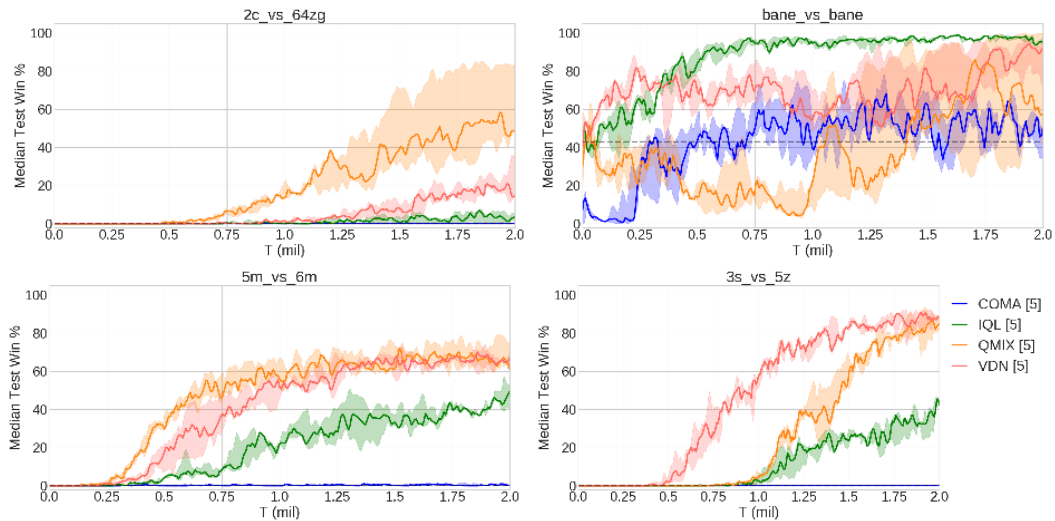 2c_vs_64zg
Median Test Win %
100
80
60
40
20
0
0.0 0.25 0.5 0.75 1.0 1.25 1.5 1.75 2.0
T (mil)
bane_vs_bane
Median Test Win %
100
80
60
40
20
0
0.0 0.25 0.5 0.75 1.0 1.25 1.5 1.75 2.0
T (mil)
5m_vs_6m
Median Test Win %
100
80
60
40
20
0
0.0 0.25 0.5 0.75 1.0 1.25 1.5 1.75 2.0
T (mil)
3s_vs_5z
Median Test Win %
100
80
60
40
20
0
0.0 0.25 0.5 0.75 1.0 1.25 1.5 1.75 2.0
T (mil)
COMA [5]
IQL [5]
QMIX [5]
VDN [5]